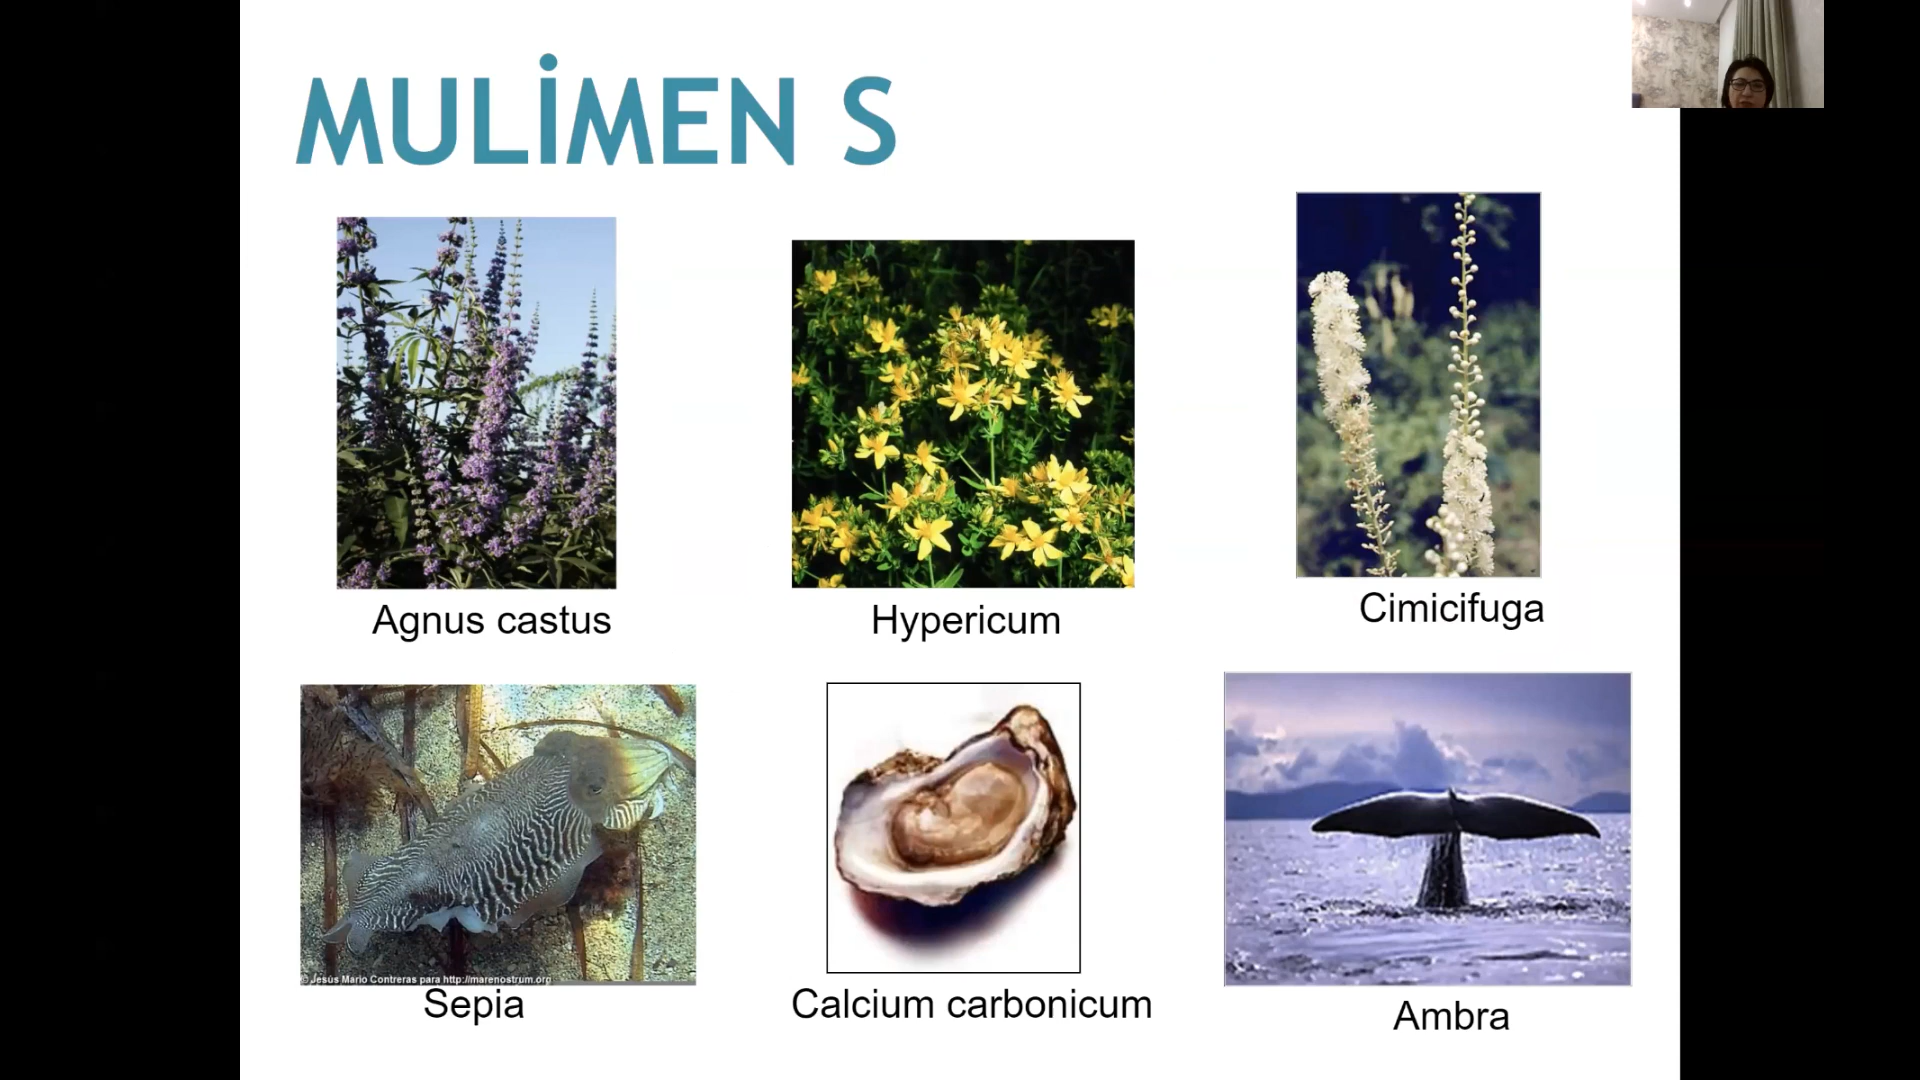 MULİMEN S
Agnus castus
Hypericum
Cimicifuga
© Jesús Mario Contreras para http://marenostrum.org
Sepia
Calcium carbonicum
Ambra